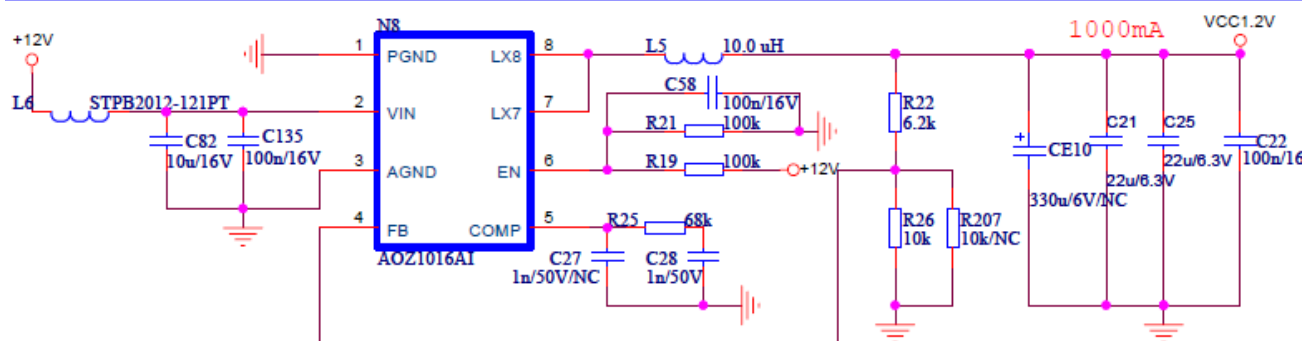 N8
1000mA
VCC1.2V
+12V
1
PGND
LX8
8
L5
10.0 uH
L6
STPB2012-121PT
C58
100n/16V
2
VIN
LX7
7
R21
100k
R22
6.2k
C82
10u/16V
C135
100n/16V
C21
22u/6.3V
C25
22u/6.3V
3
AGND
EN
6
R19
100k
+12V
+
CE10
330u/6V/NC
C22
100n/16
4
FB
COMP
5
R25
68k
R26
10k
R207
10k/NC
AOZ1016AI
C27
1n/50V/NC
C28
1n/50V